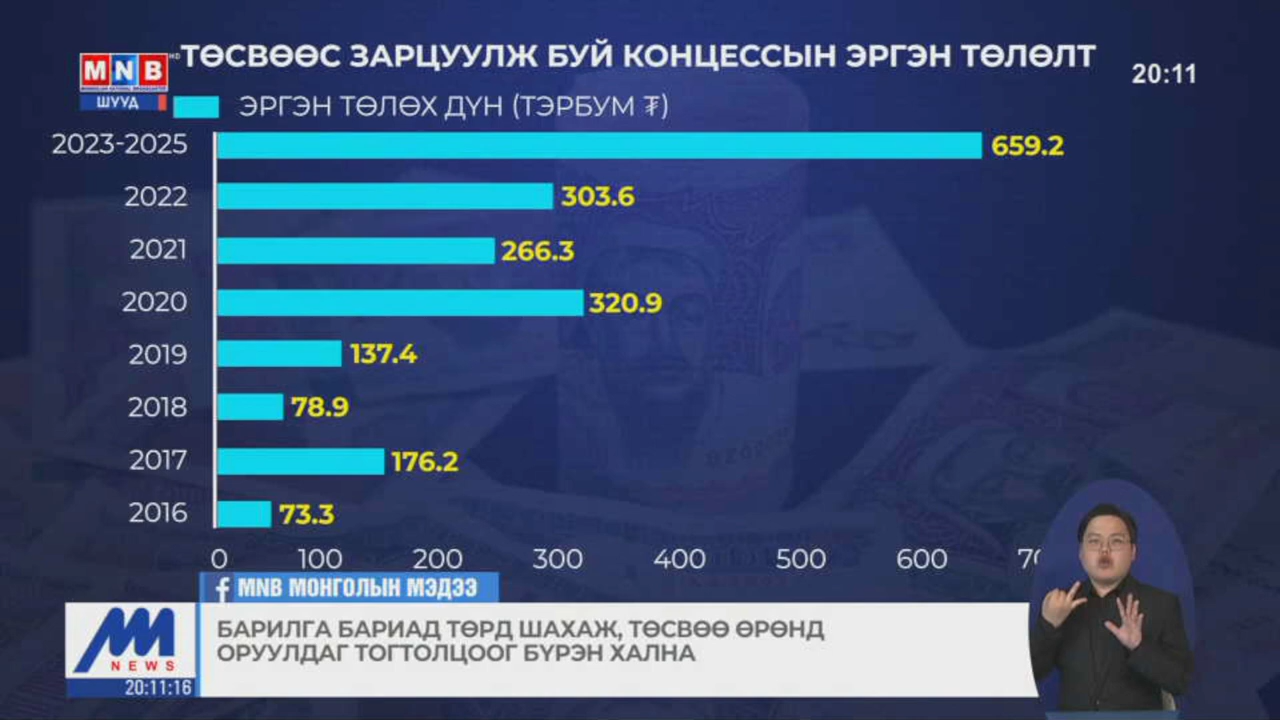 ТӨСВӨӨС ЗАРЦУУЛЖ БУЙ КОНЦЕССЫН ЭРГЭН ТӨЛӨЛТ
MNB HD
20:11
ШУУД
ЭРГЭН ТӨЛӨХ ДҮН (ТЭРБУМ ₮)
2023-2025 659.2
2022 303.6
2021 266.3
2020 320.9
2019 137.4
2018 78.9
2017 176.2
2016 73.3
0 100 200 300 400 500 600
f MNB МОНГОЛЫН МЭДЭЭ
БАРИЛГА БАРИАД ТӨРД ШАХАЖ, ТӨСВӨӨ ӨРӨНД
ОРУУЛДАГ ТОГТОЛЦООГ БҮРЭН ХАЛНА
NEWS
20:11:16